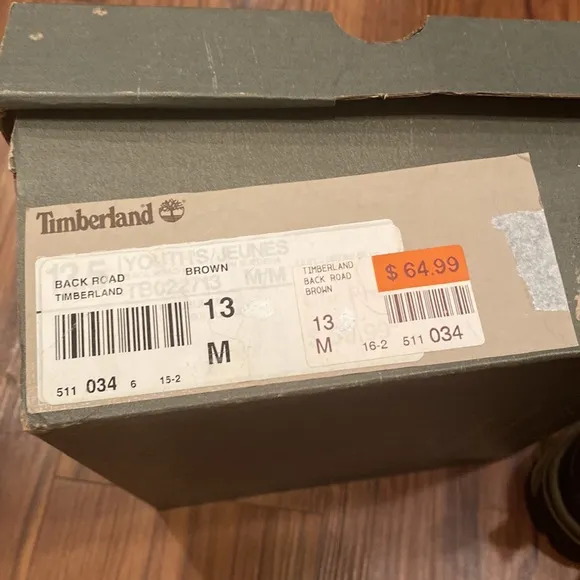 Timberland
YOUTHS/JEUNES
BACK ROAD BROWN
TIMBERLAND
M/M
13
M
511 034 6 15-2
TIMBERLAND
BACK ROAD
BROWN
$ 64.99
13
M
16-2 511 034